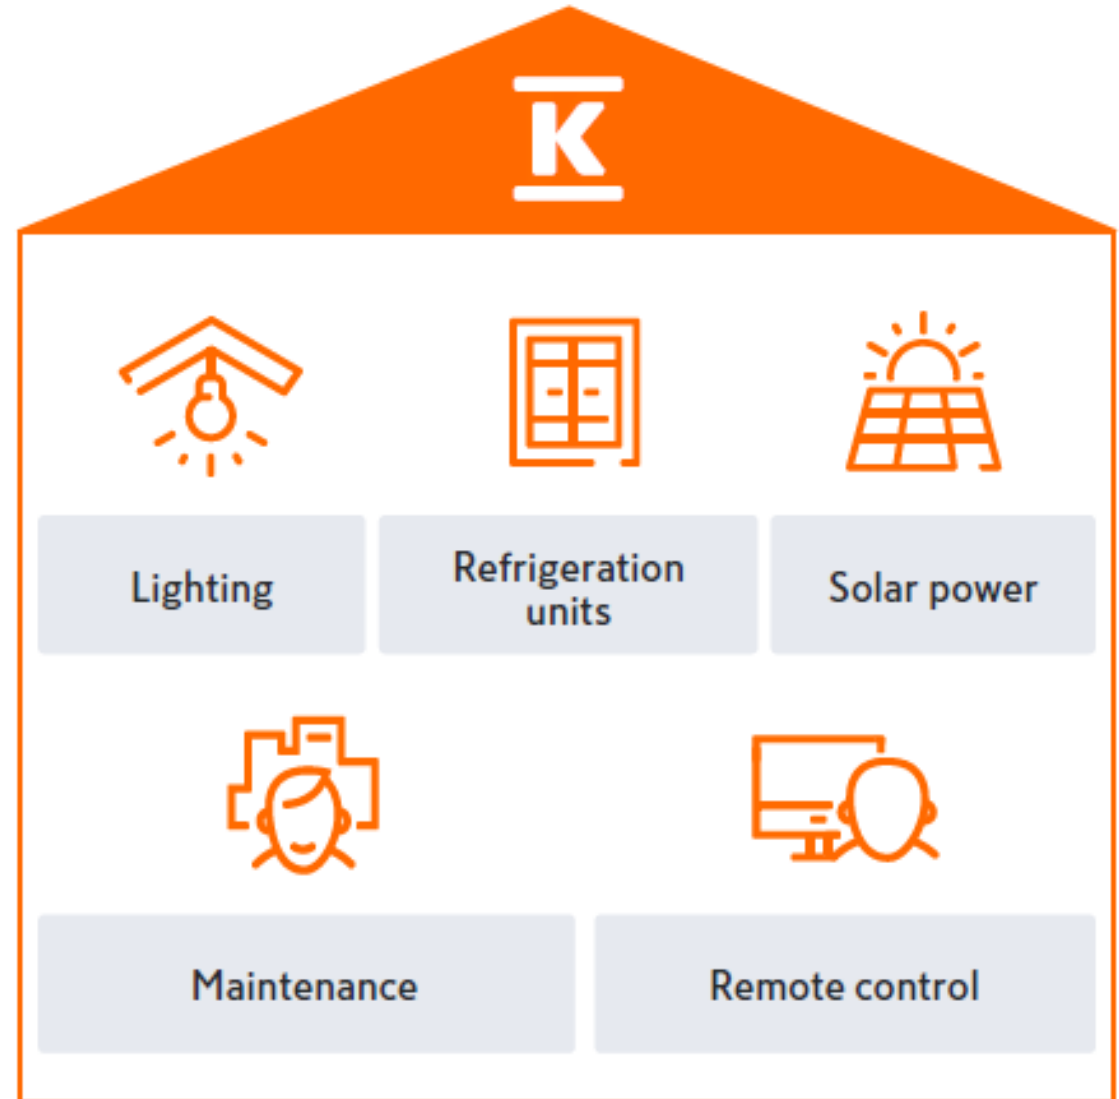 K
Lighting
Refrigeration
units
Solar power
Maintenance
Remote control